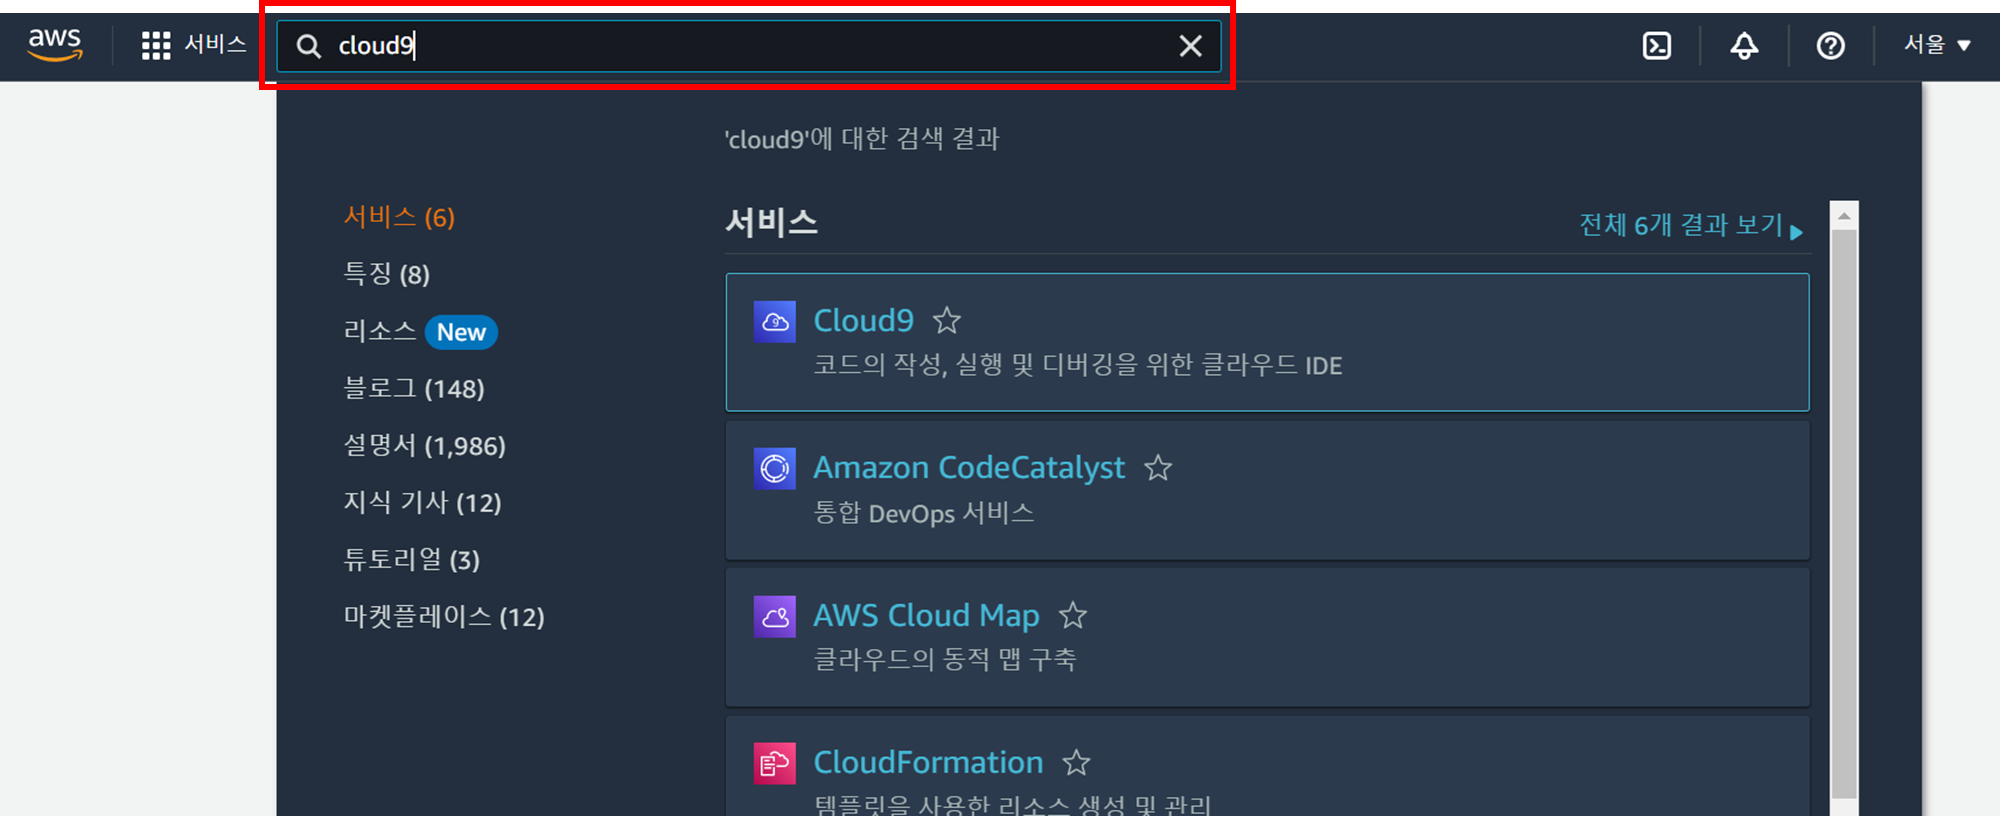 aws
서비스
cloud9
서울
'cloud9'에 대한 검색 결과
서비스 (6)
특징 (8)
리소스 New
블로그 (148)
설명서 (1,986)
지식 기사 (12)
튜토리얼 (3)
마켓플레이스 (12)
서비스
전체 6개 결과 보기
Cloud9
코드의 작성, 실행 및 디버깅을 위한 클라우드 IDE
Amazon CodeCatalyst
통합 DevOps 서비스
AWS Cloud Map
클라우드의 동적 맵 구축
CloudFormation
템플릿을 사용한 리소스 생성 및 관리